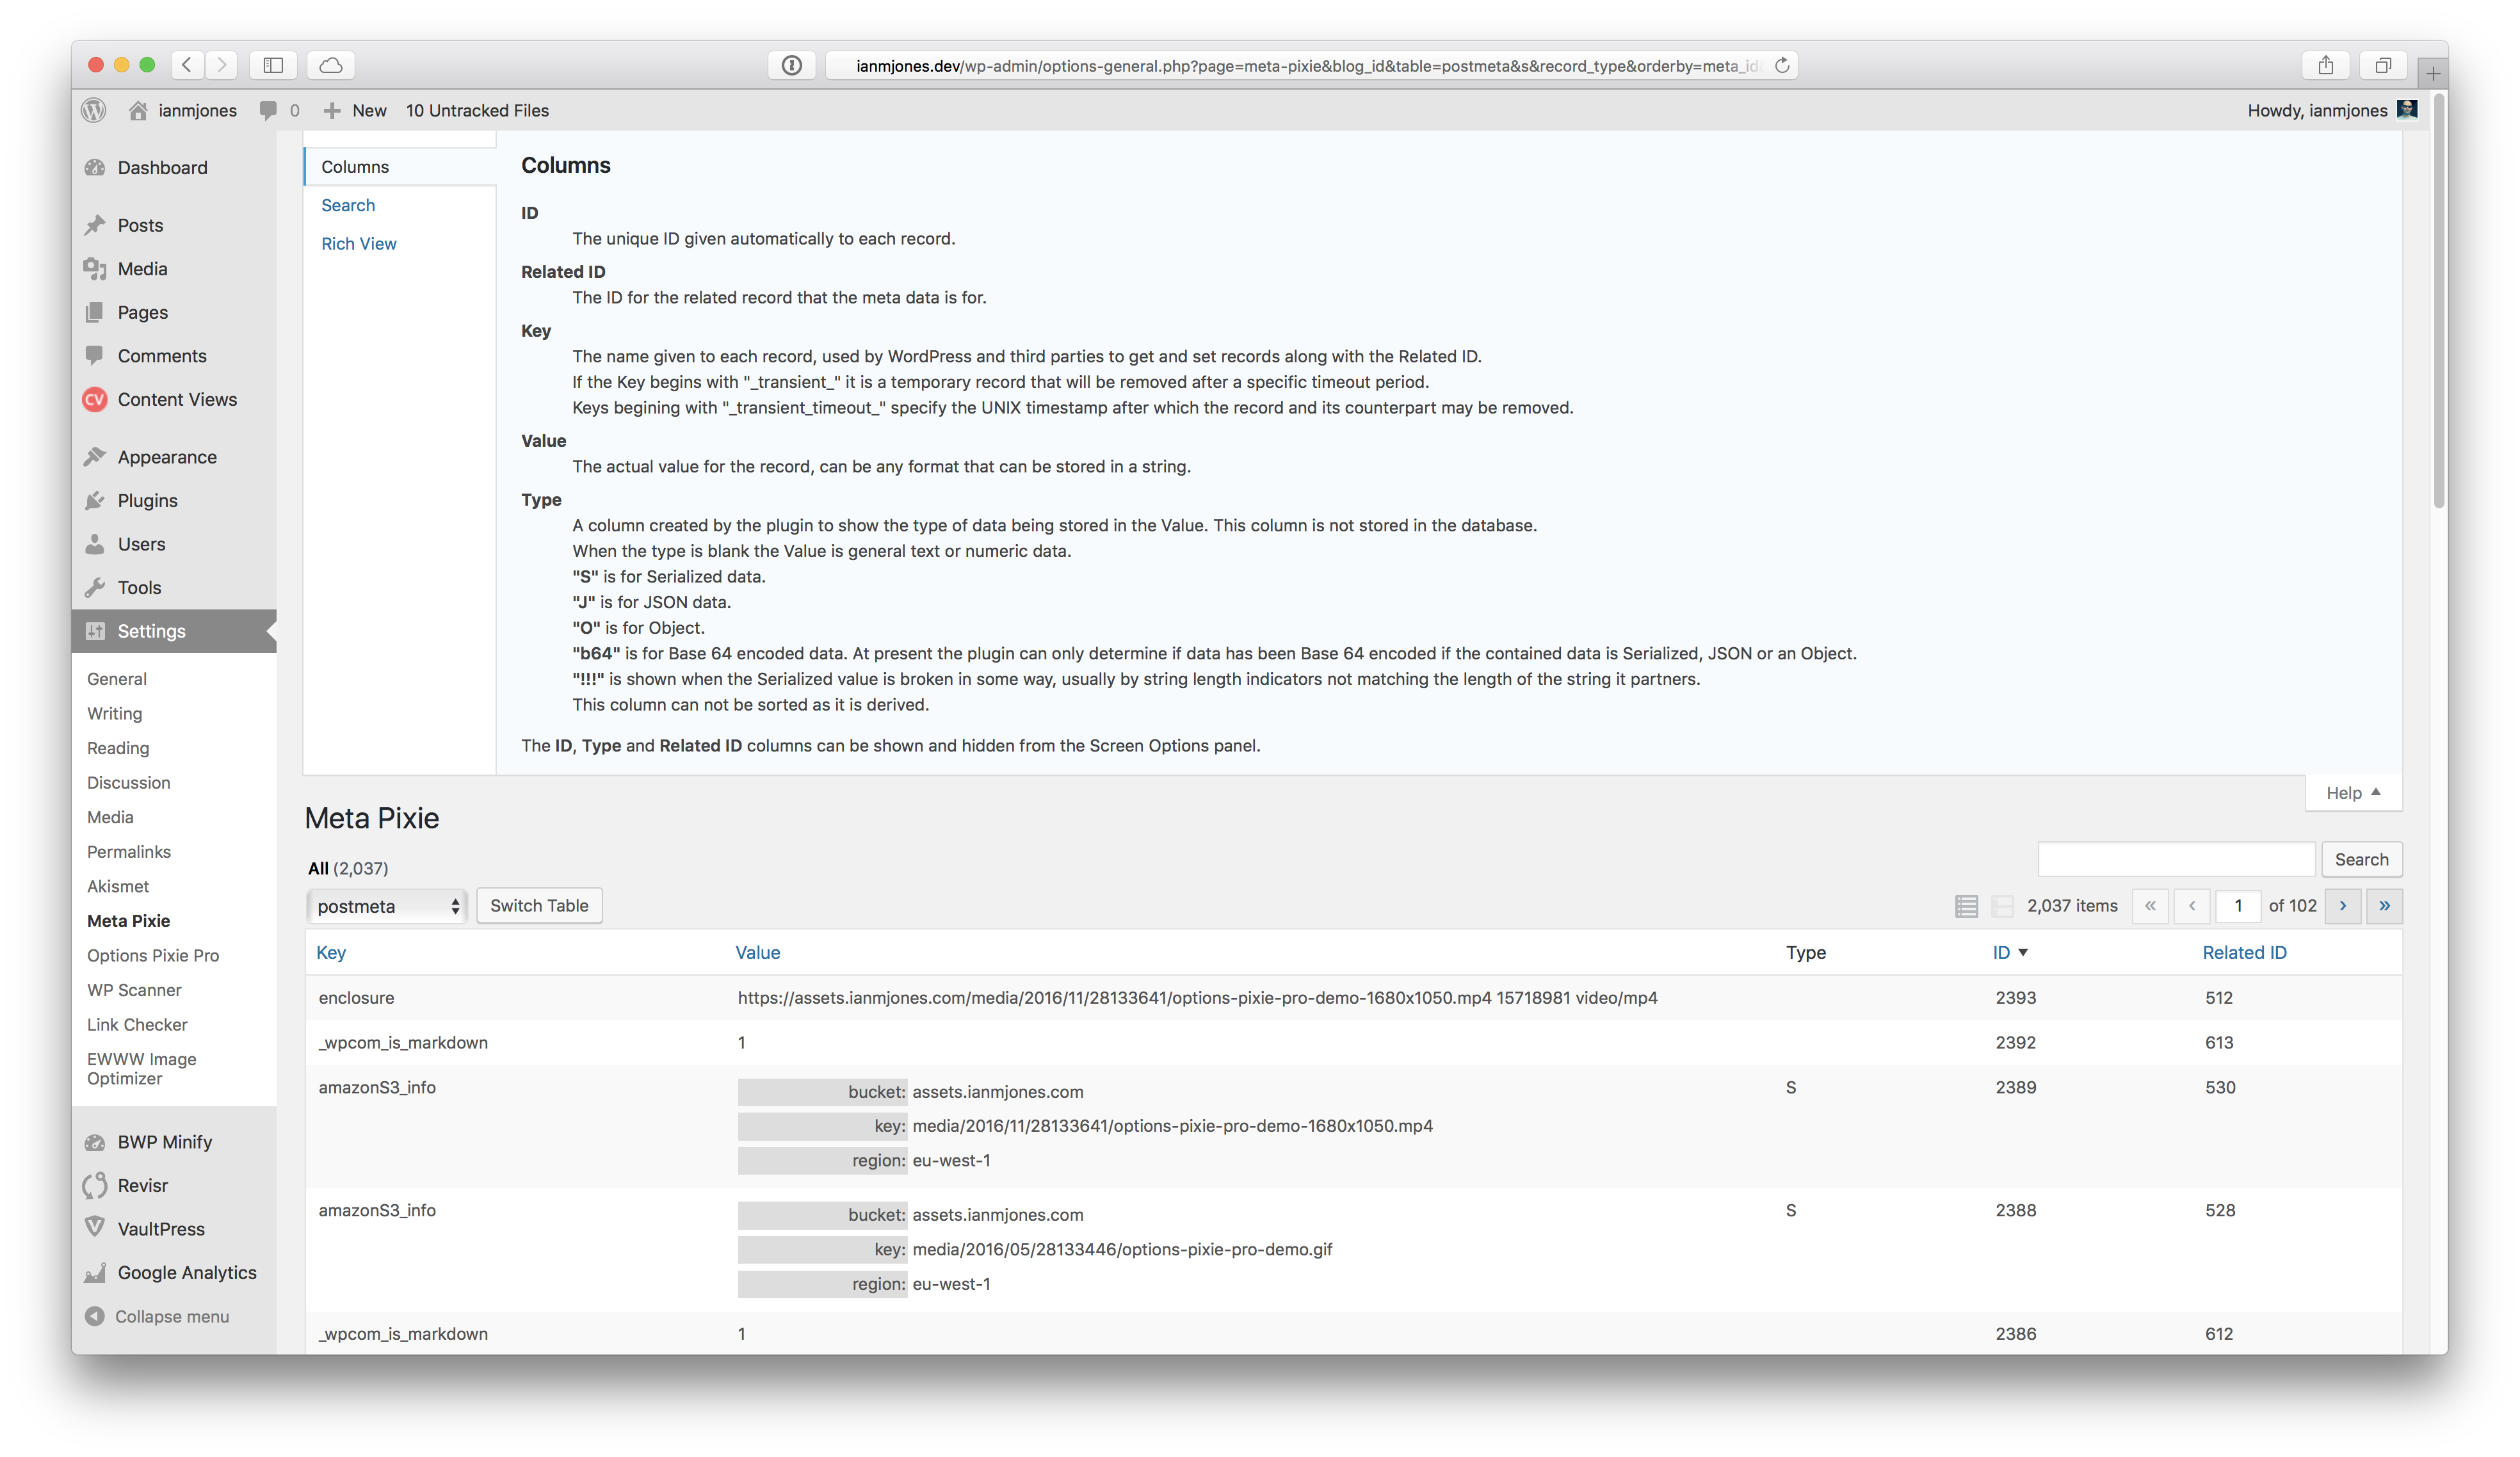 ianmjones.dev/wp-admin/options-general.php?page=meta-pixie&blog_id&table=postmeta&s&record_type&orderby=meta_id
ianmjones 0 New 10 Untracked Files Howdy, ianmjones
Dashboard
Posts
Media
Pages
Comments
CV Content Views
Appearance
Plugins
Users
Tools
Settings
General
Writing
Reading
Discussion
Media
Permalinks
Akismet
Meta Pixie
Options Pixie Pro
WP Scanner
Link Checker
EWWW Image
Optimizer
BWP Minify
Revisr
VaultPress
Google Analytics
Collapse menu
Columns
Search
Rich View
Columns
ID
The unique ID given automatically to each record.
Related ID
The ID for the related record that the meta data is for.
Key
The name given to each record, used by WordPress and third parties to get and set records along with the Related ID.
If the Key begins with "_transient_" it is a temporary record that will be removed after a specific timeout period.
Keys begining with "_transient_timeout_" specify the UNIX timestamp after which the record and its counterpart may be removed.
Value
The actual value for the record, can be any format that can be stored in a string.
Type
A column created by the plugin to show the type of data being stored in the Value. This column is not stored in the database.
When the type is blank the Value is general text or numeric data.
"S" is for Serialized data.
"J" is for JSON data.
"O" is for Object.
"b64" is for Base 64 encoded data. At present the plugin can only determine if data has been Base 64 encoded if the contained data is Serialized, JSON or an Object.
"!!!" is shown when the Serialized value is broken in some way, usually by string length indicators not matching the length of the string it partners.
This column can not be sorted as it is derived.
The ID, Type and Related ID columns can be shown and hidden from the Screen Options panel.
Help
Meta Pixie
All (2,037)
Search
postmeta Switch Table 2,037 items « ‹ 1 of 102 › »
Key Value Type ID Related ID
enclosure https://assets.ianmjones.com/media/2016/11/28133641/options-pixie-pro-demo-1680x1050.mp4 15718981 video/mp4 2393 512
_wpcom_is_markdown 1 2392 613
amazonS3_info bucket: assets.ianmjones.com S 2389 530
key: media/2016/11/28133641/options-pixie-pro-demo-1680x1050.mp4
region: eu-west-1
amazonS3_info bucket: assets.ianmjones.com S 2388 528
key: media/2016/05/28133446/options-pixie-pro-demo.gif
region: eu-west-1
_wpcom_is_markdown 1 2386 612